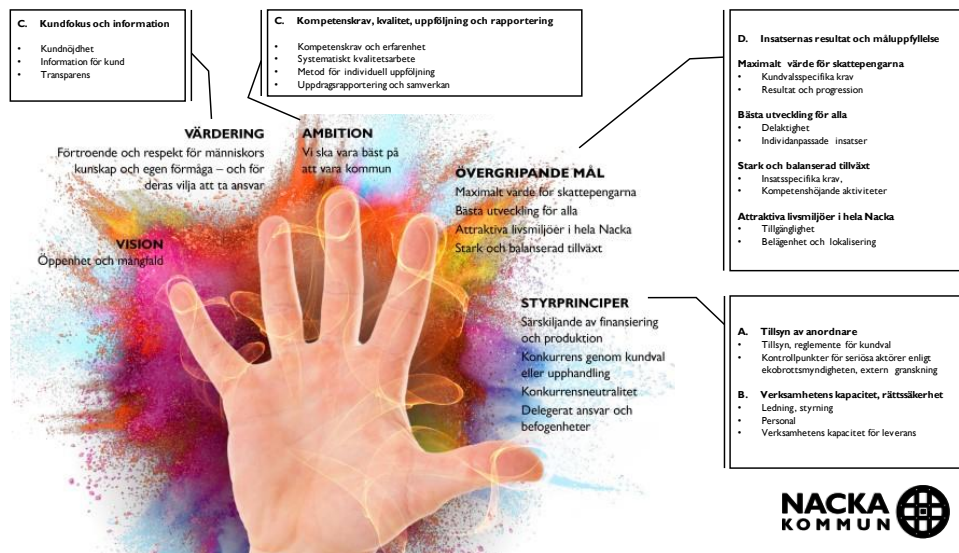 C. Kundfokus och information
• Kundnöjdhet
• Information för kund
• Transparens
C. Kompetenskrav, kvalitet, uppföljning och rapportering
• Kompetenskrav och erfarenhet
• Systematiskt kvalitetsarbete
• Metod för individuell uppföljning
• Uppdragsrapportering och samverkan
D. Insatsernas resultat och måluppfyllelse
Maximalt värde för skattepengarna
• Kundvalsspecifika krav
• Resultat och progression
Bästa utveckling för alla
• Delaktighet
• Individanpassade insatser
Stark och balanserad tillväxt
• Insatsspecifika krav,
• Kompetenshöjande aktiviteter
Attraktiva livsmiljöer i hela Nacka
• Tillgänglighet
• Belägenhet och lokalisering
VÄRDERING
Förtroende och respekt för människors
kunskap och egen förmåga – och för
deras vilja att ta ansvar
AMBITION
Vi ska vara bäst på
att vara kommun
ÖVERGRIPANDE MÅL
Maximalt värde för skattepengarna
Bästa utveckling för alla
Attraktiva livsmiljöer i hela Nacka
Stark och balanserad tillväxt
VISION
Öppenhet och mångfald
STYRPRINCIPER
Särskiljande av finansiering
och produktion
Konkurrens genom kundval
eller upphandling
Konkurrensneutralitet
Delegerat ansvar och
befogenheter
A. Tillsyn av anordnare
• Tillsyn, reglemente för kundval
• Kontrollpunkter för seriösa aktörer enligt
ekobrottsmyndigheten, extern granskning
B. Verksamhetens kapacitet, rättssäkerhet
• Ledning, styrning
• Personal
• Verksamhetens kapacitet för leverans
NACKA
KOMMUN